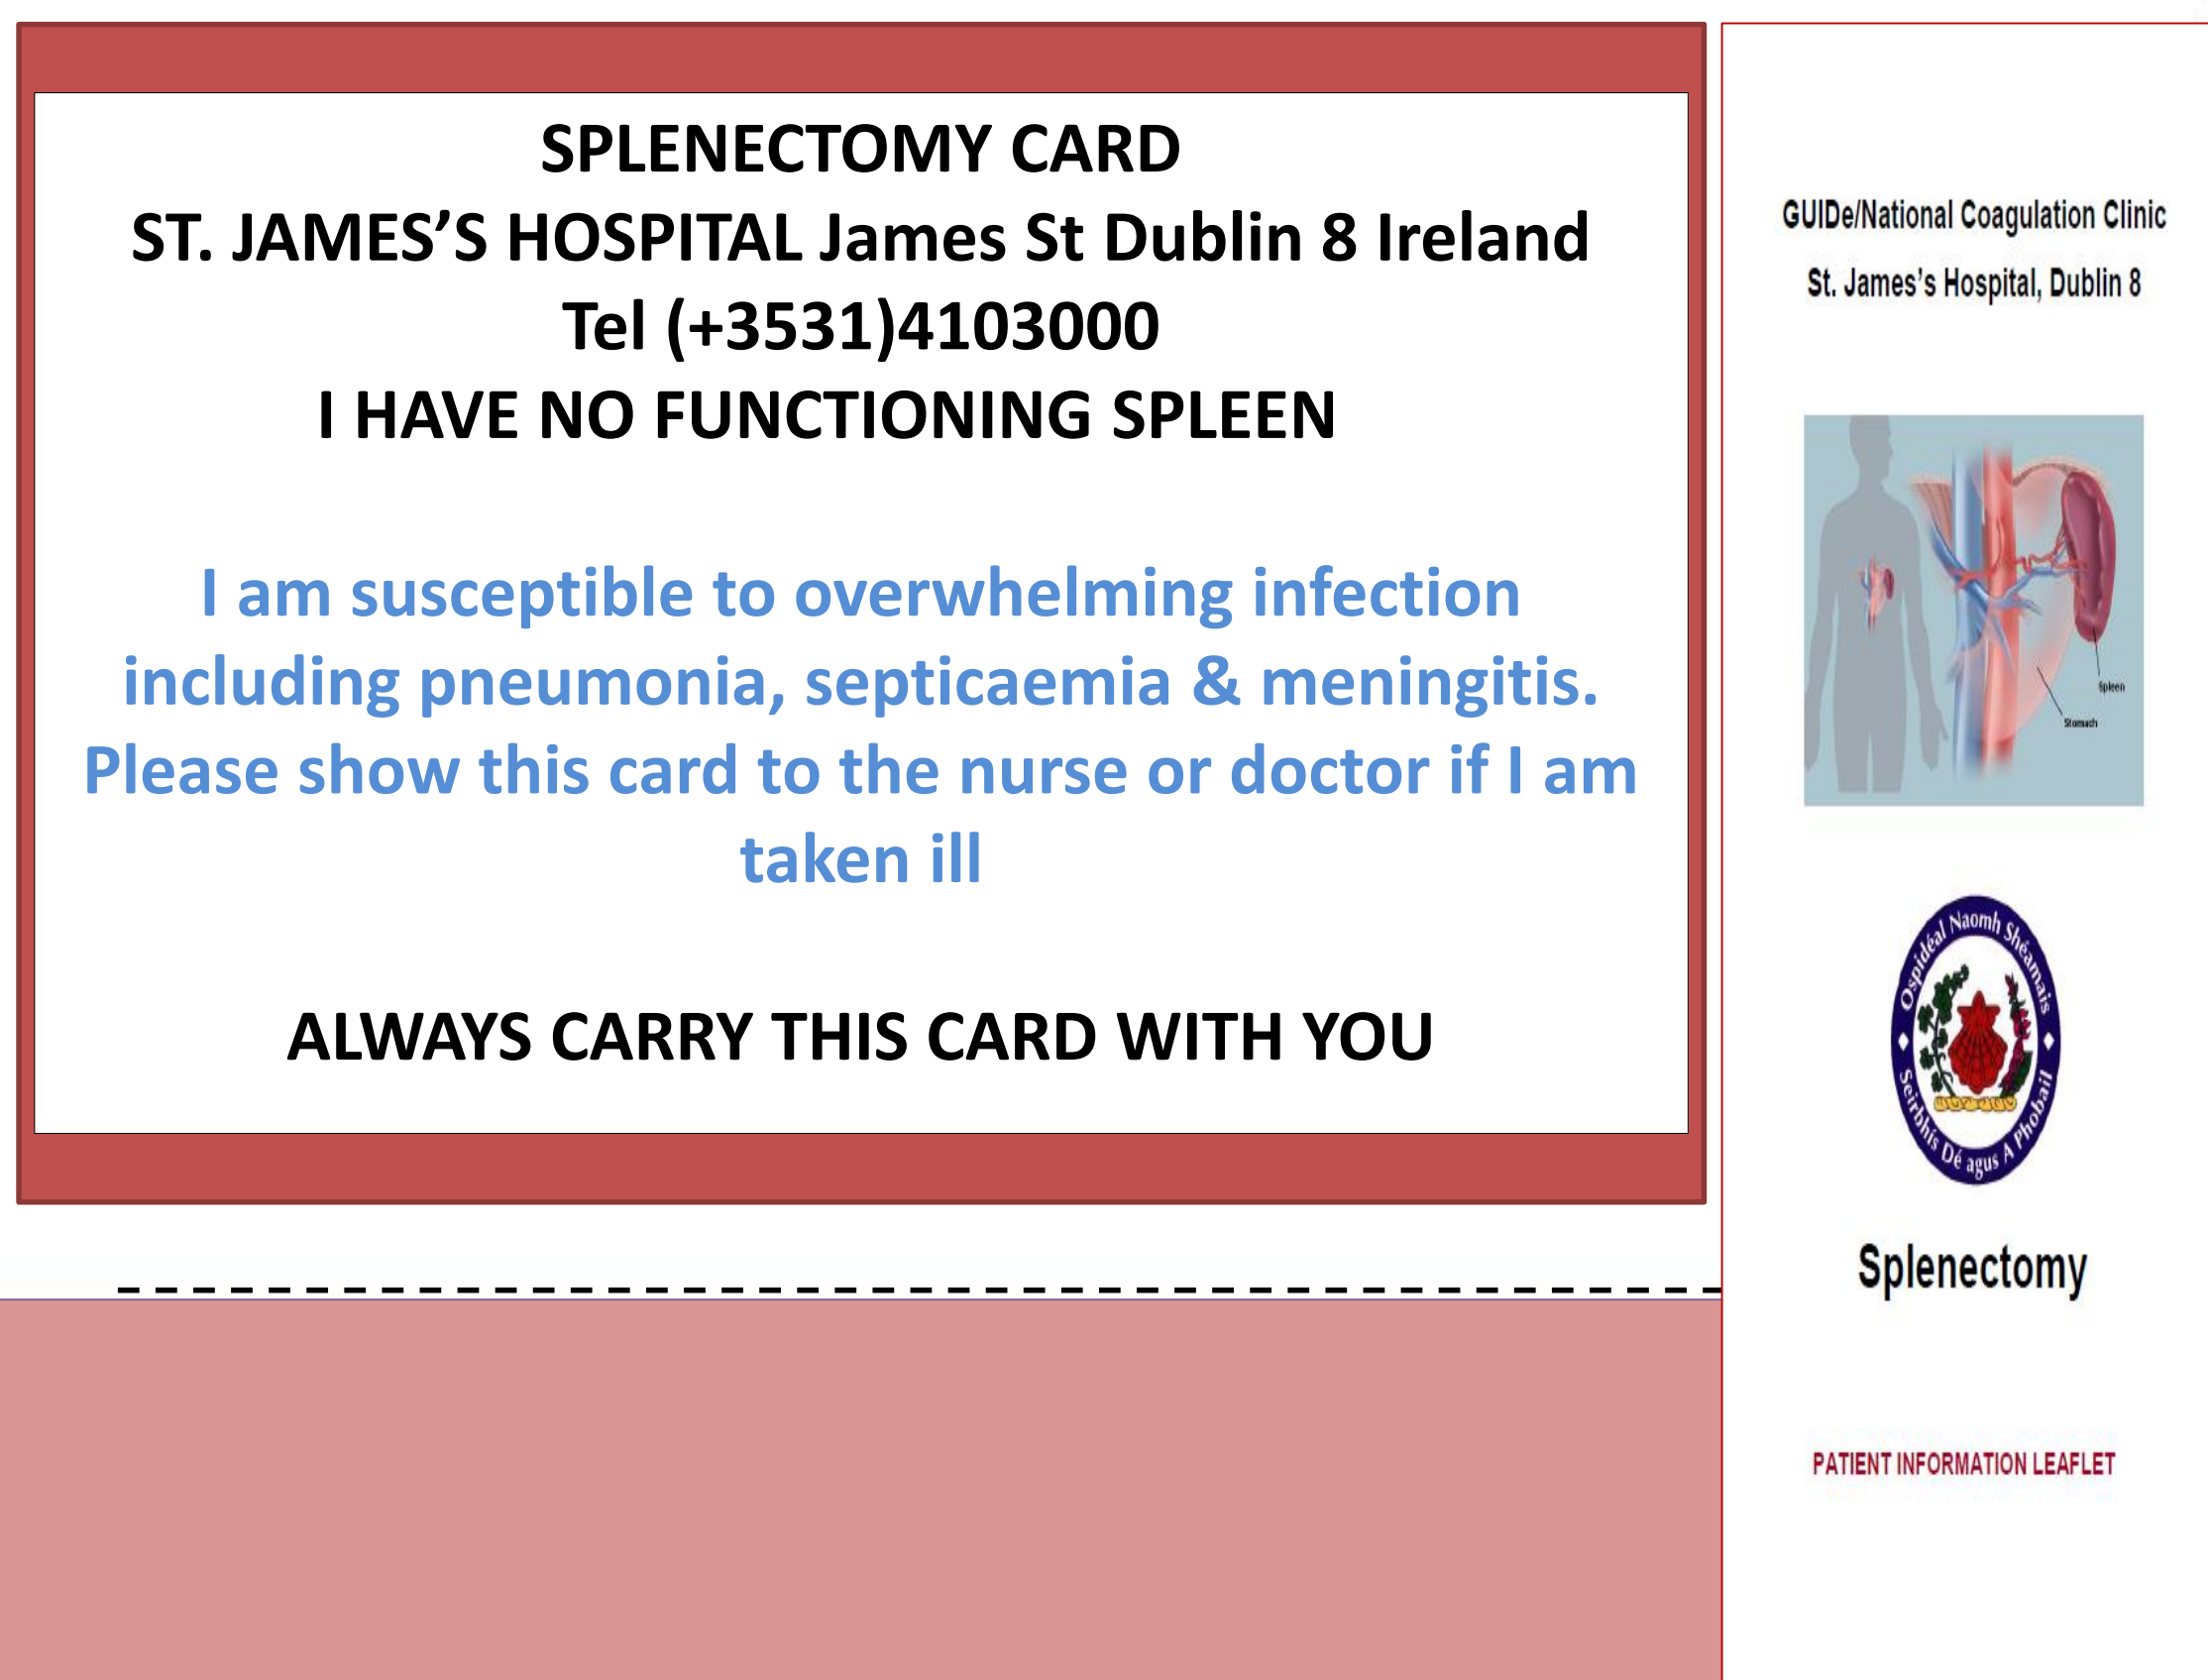 SPLENECTOMY CARD
ST. JAMES’S HOSPITAL James St Dublin 8 Ireland
Tel (+3531)4103000
I HAVE NO FUNCTIONING SPLEEN
I am susceptible to overwhelming infection
including pneumonia, septicaemia & meningitis.
Please show this card to the nurse or doctor if I am
taken ill
ALWAYS CARRY THIS CARD WITH YOU
GUIDe/National Coagulation Clinic
St. James’s Hospital, Dublin 8
Spleen
Stomach
Ospidéal Naomh Shéamais
Seirbhís Dé agus A Phobail
Splenectomy
PATIENT INFORMATION LEAFLET